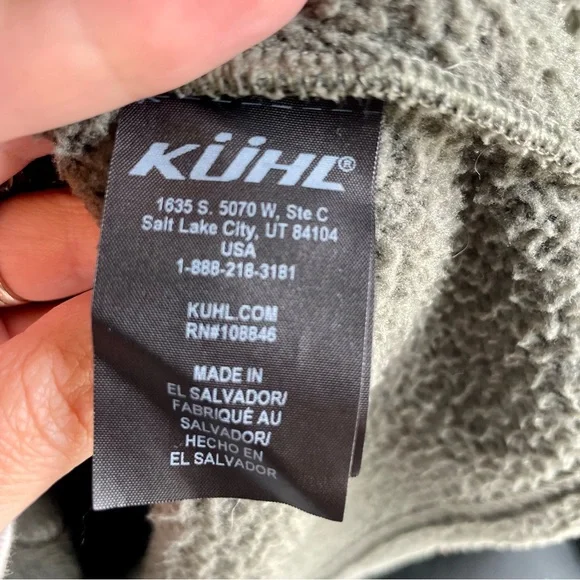 KÜHL®
1635 S. 5070 W, Ste C
Salt Lake City, UT 84104
USA
1-888-218-3181
KUHL.COM
RN#108846
MADE IN
EL SALVADOR/
FABRIQUÉ AU
SALVADOR/
HECHO EN
EL SALVADOR